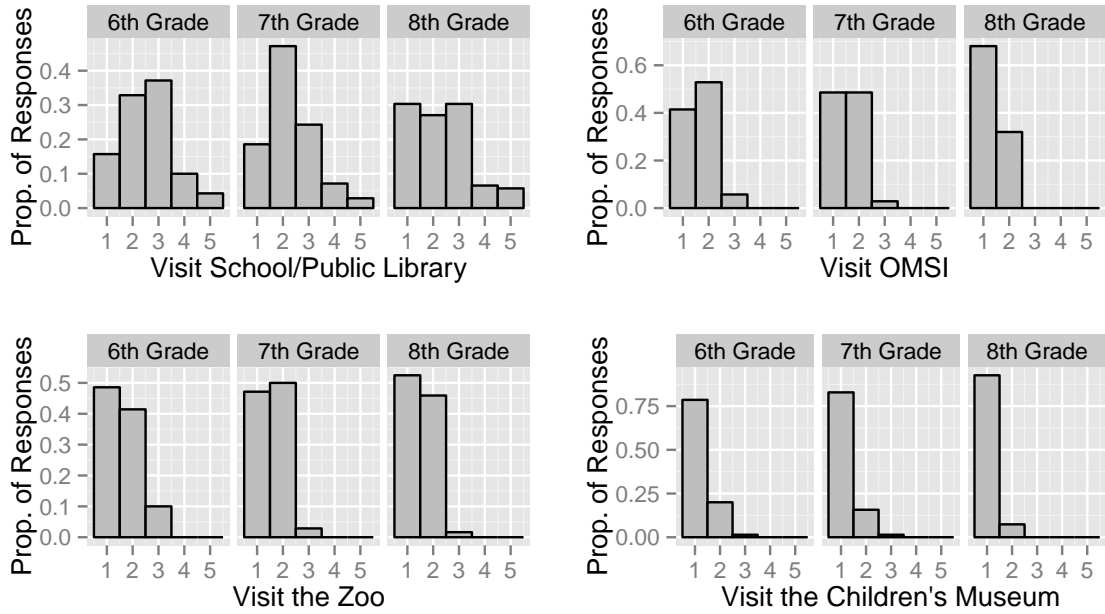 6th Grade 7th Grade 8th Grade
Prop. of Responses
0.4
0.3
0.2
0.1
0.0
1 2 3 4 5 1 2 3 4 5 1 2 3 4 5
Visit School/Public Library
6th Grade 7th Grade 8th Grade
Prop. of Responses
0.6
0.4
0.2
0.0
1 2 3 4 5 1 2 3 4 5 1 2 3 4 5
Visit OMSI
6th Grade 7th Grade 8th Grade
Prop. of Responses
0.5
0.4
0.3
0.2
0.1
0.0
1 2 3 4 5 1 2 3 4 5 1 2 3 4 5
Visit the Zoo
6th Grade 7th Grade 8th Grade
Prop. of Responses
0.75
0.50
0.25
0.00
1 2 3 4 5 1 2 3 4 5 1 2 3 4 5
Visit the Children's Museum